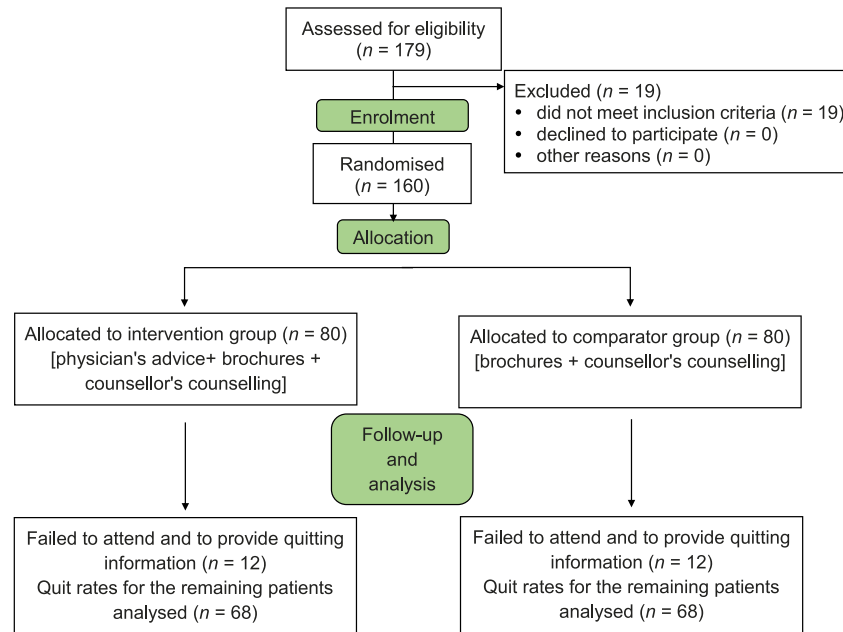 Assessed for eligibility
(n = 179)
Excluded (n = 19)
• did not meet inclusion criteria (n = 19)
• declined to participate (n = 0)
• other reasons (n = 0)
Enrolment
Randomised
(n = 160)
Allocation
Allocated to intervention group (n = 80)
[physician's advice+ brochures +
counsellor's counselling]
Allocated to comparator group (n = 80)
[brochures + counsellor's counselling]
Follow-up
and
analysis
Failed to attend and to provide quitting
information (n = 12)
Quit rates for the remaining patients
analysed (n = 68)
Failed to attend and to provide quitting
information (n = 12)
Quit rates for the remaining patients
analysed (n = 68)